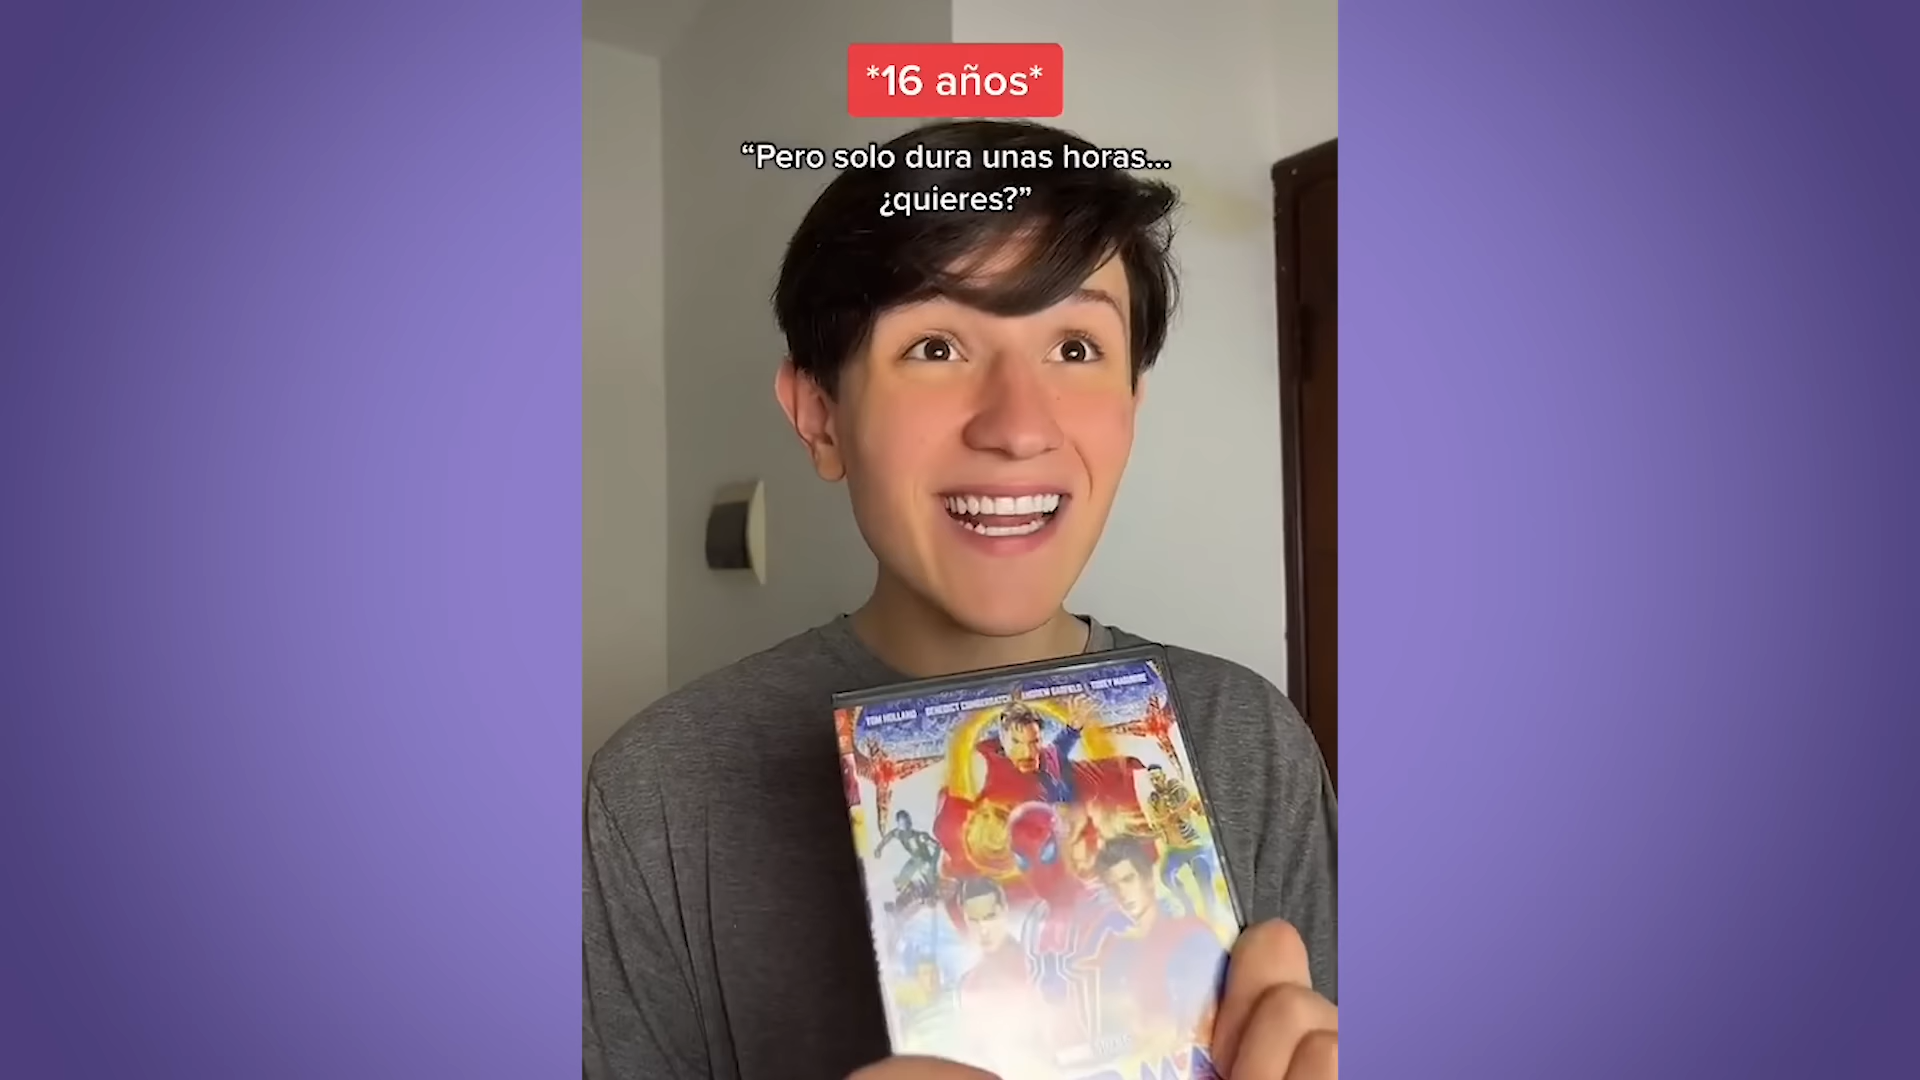 *16 años*
“Pero solo dura unas horas...
¿quieres?”
TOM HOLLAND BENEDICT CUMBERBATCH ANDREW GARFIELD TOBEY MAGUIRE